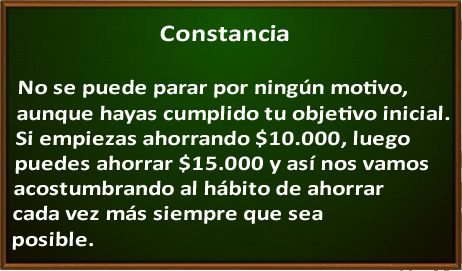 Constancia
No se puede parar por ningún motivo,
aunque hayas cumplido tu objetivo inicial.
Si empiezas ahorrando $10.000, luego
puedes ahorrar $15.000 y así nos vamos
acostumbrando al hábito de ahorrar
cada vez más siempre que sea
posible.